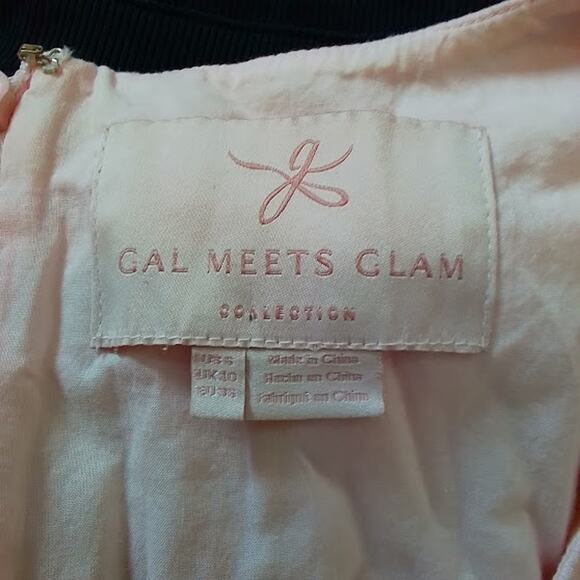 g
GAL MEETS GLAM
COLLECTION
US 6
UK 10
EU 38
Made in China
Hecho en China
Fabriqué en Chine